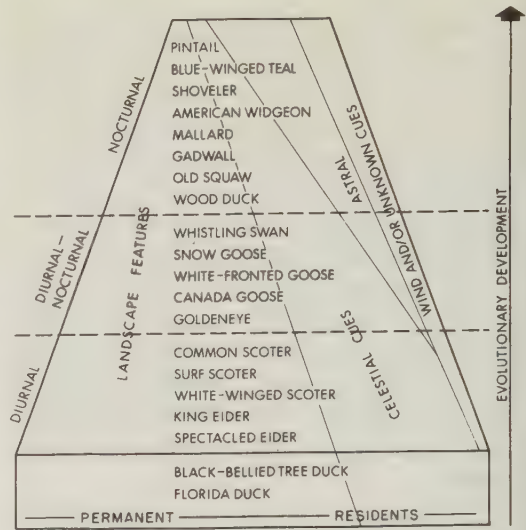 PINTAIL
BLUE-WINGED TEAL
SHOVELER
AMERICAN WIDGEON
MALLARD
GADWALL
OLD SQUAW
WOOD DUCK
WHISTLING SWAN
SNOW GOOSE
WHITE-FRONTED GOOSE
CANADA GOOSE
GOLDENEYE
COMMON SCOTER
SURF SCOTER
WHITE-WINGED SCOTER
KING EIDER
SPECTACLED EIDER
BLACK-BELLIED TREE DUCK
FLORIDA DUCK
PERMANENT RESIDENTS
NOCTURNAL
DIURNAL-
NOCTURNAL
DIURNAL
LANDSCAPE FEATURES
ASTRAL
CELESTIAL CUES
WIND AND/OR UNKNOWN CUES
EVOLUTIONARY DEVELOPMENT